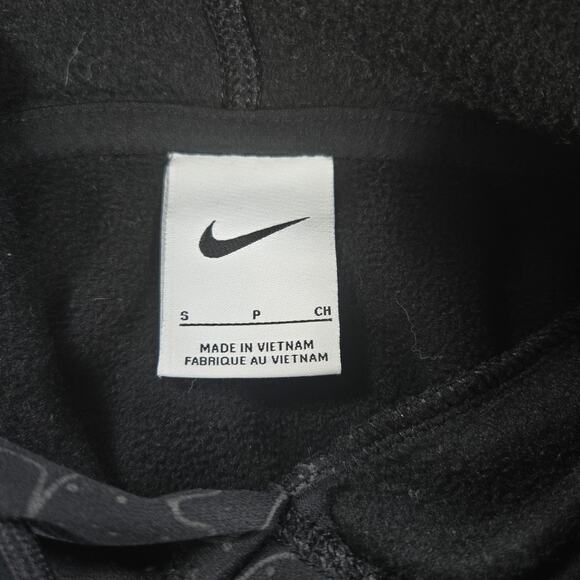 S P CH
MADE IN VIETNAM
FABRIQUE AU VIETNAM